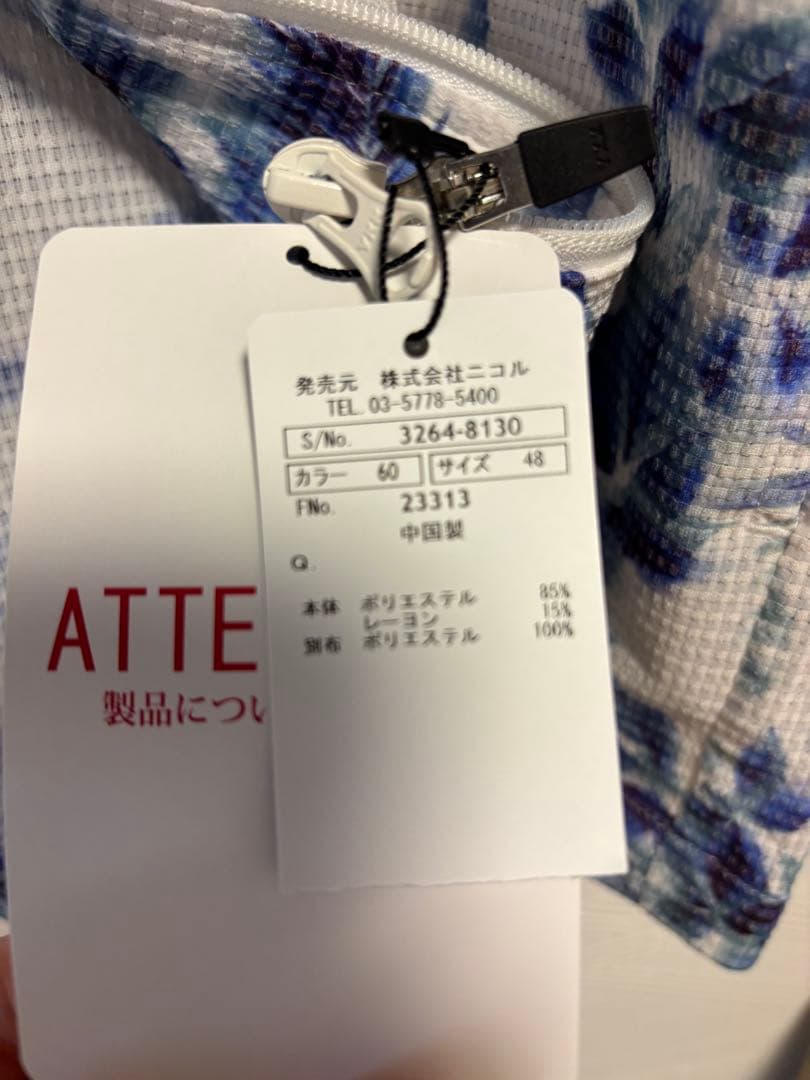 発売元 株式会社ニコル
TEL.03-5778-5400
S/No. 3264-8130
カラー 60 サイズ 48
FNo. 23313
中国製
Q.
本体 ポリエステル 85%
レーヨン 15%
別布 ポリエステル 100%
ATTE
製品につい
YKK